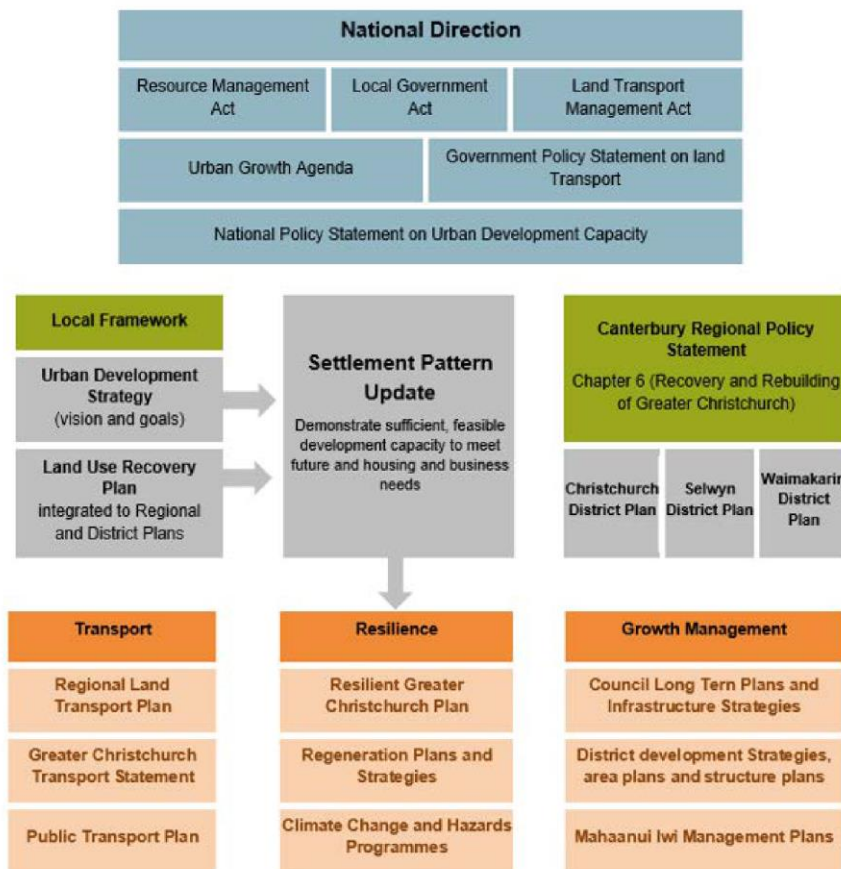 National Direction
Resource Management
Act
Local Government
Act
Land Transport
Management Act
Urban Growth Agenda
Government Policy Statement on land
Transport
National Policy Statement on Urban Development Capacity
Local Framework
Urban Development
Strategy
(vision and goals)
Land Use Recovery
Plan
integrated to Regional
and District Plans
Settlement Pattern
Update
Demonstrate sufficient, feasible
development capacity to meet
future and housing and business
needs
Canterbury Regional Policy
Statement
Chapter 6 (Recovery and Rebuilding
of Greater Christchurch)
Christchurch
District Plan
Selwyn
District Plan
Waimakarir
District
Plan
Transport
Regional Land
Transport Plan
Greater Christchurch
Transport Statement
Public Transport Plan
Resilience
Resilient Greater
Christchurch Plan
Regeneration Plans and
Strategies
Climate Change and Hazards
Programmes
Growth Management
Council Long Tern Plans and
Infrastructure Strategies
District development Strategies,
area plans and structure plans
Mahaanui Iwi Management Plans